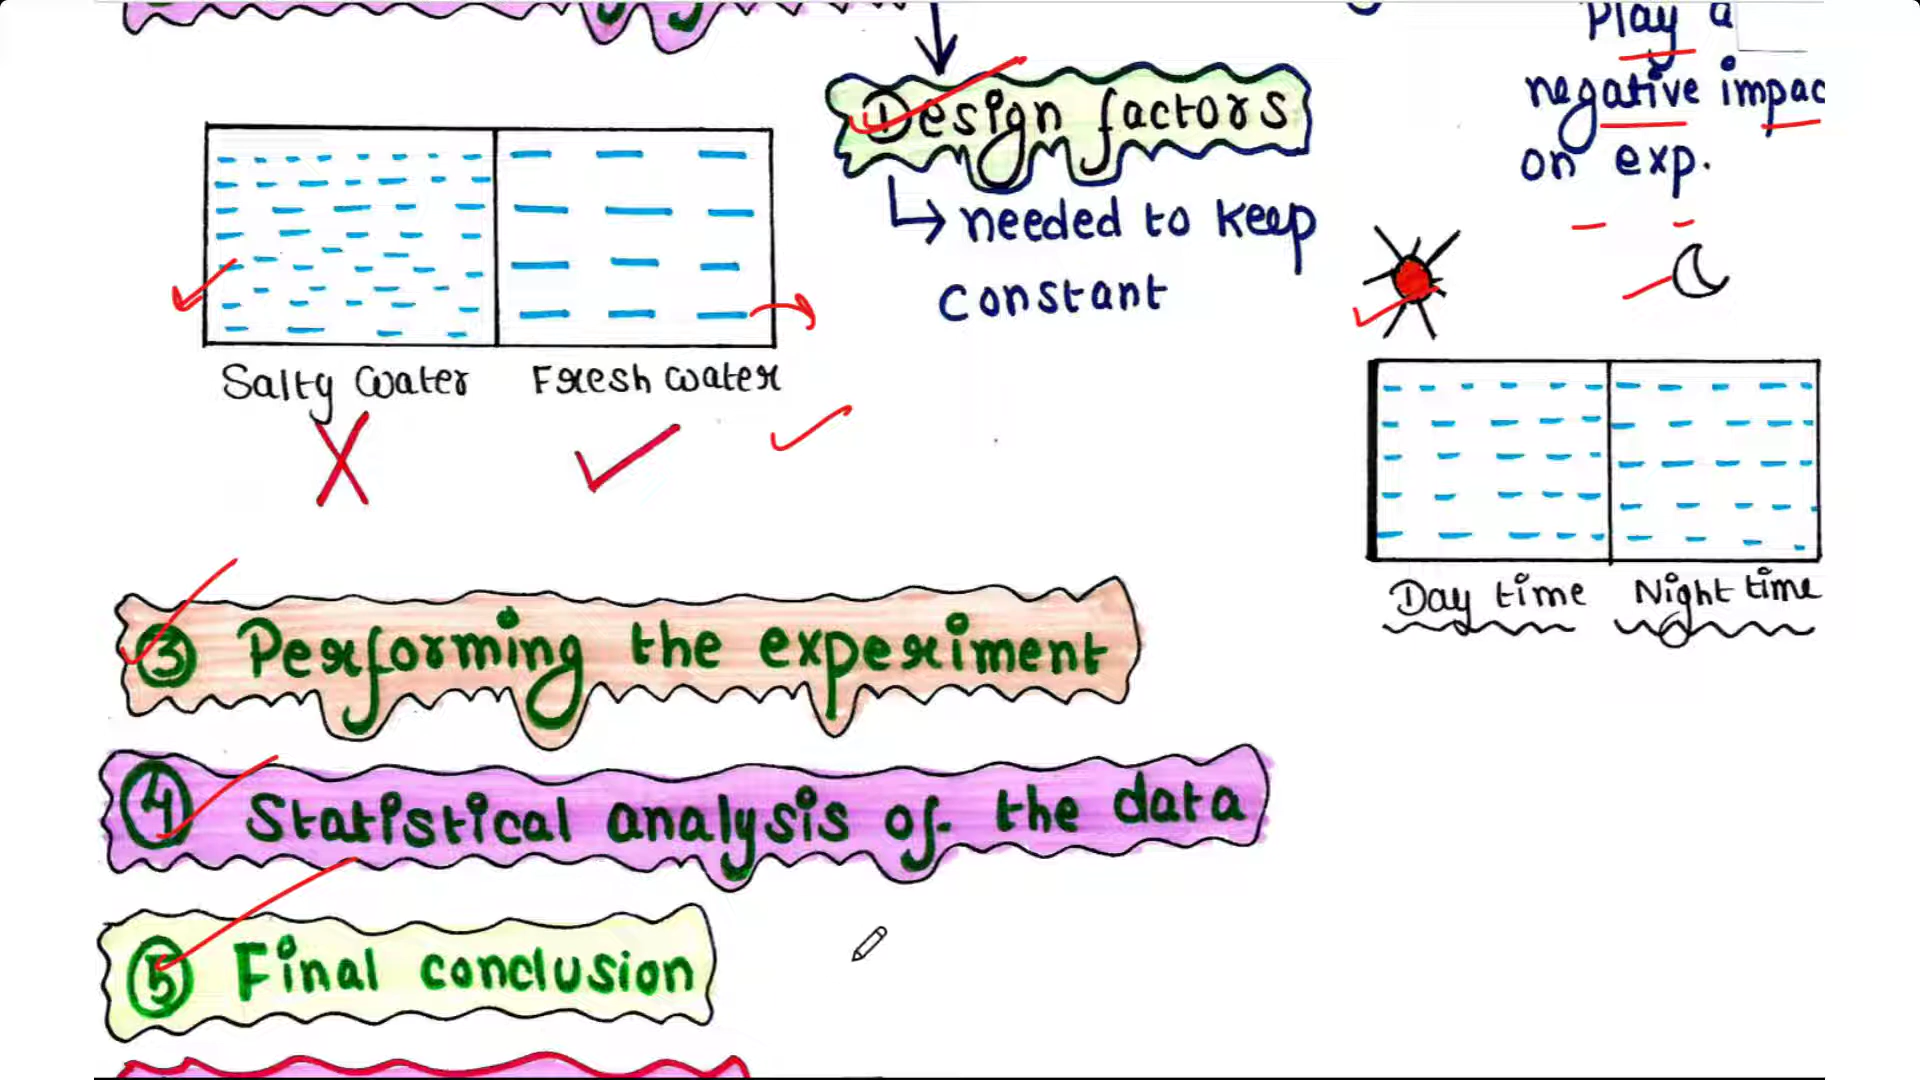 Play a
negative impac
on exp.
① Design factors
needed to keep
constant
Salty water
Fresh water
Day time
Night time
③ Performing the experiment
④ Statistical analysis of the data
⑤ Final conclusion